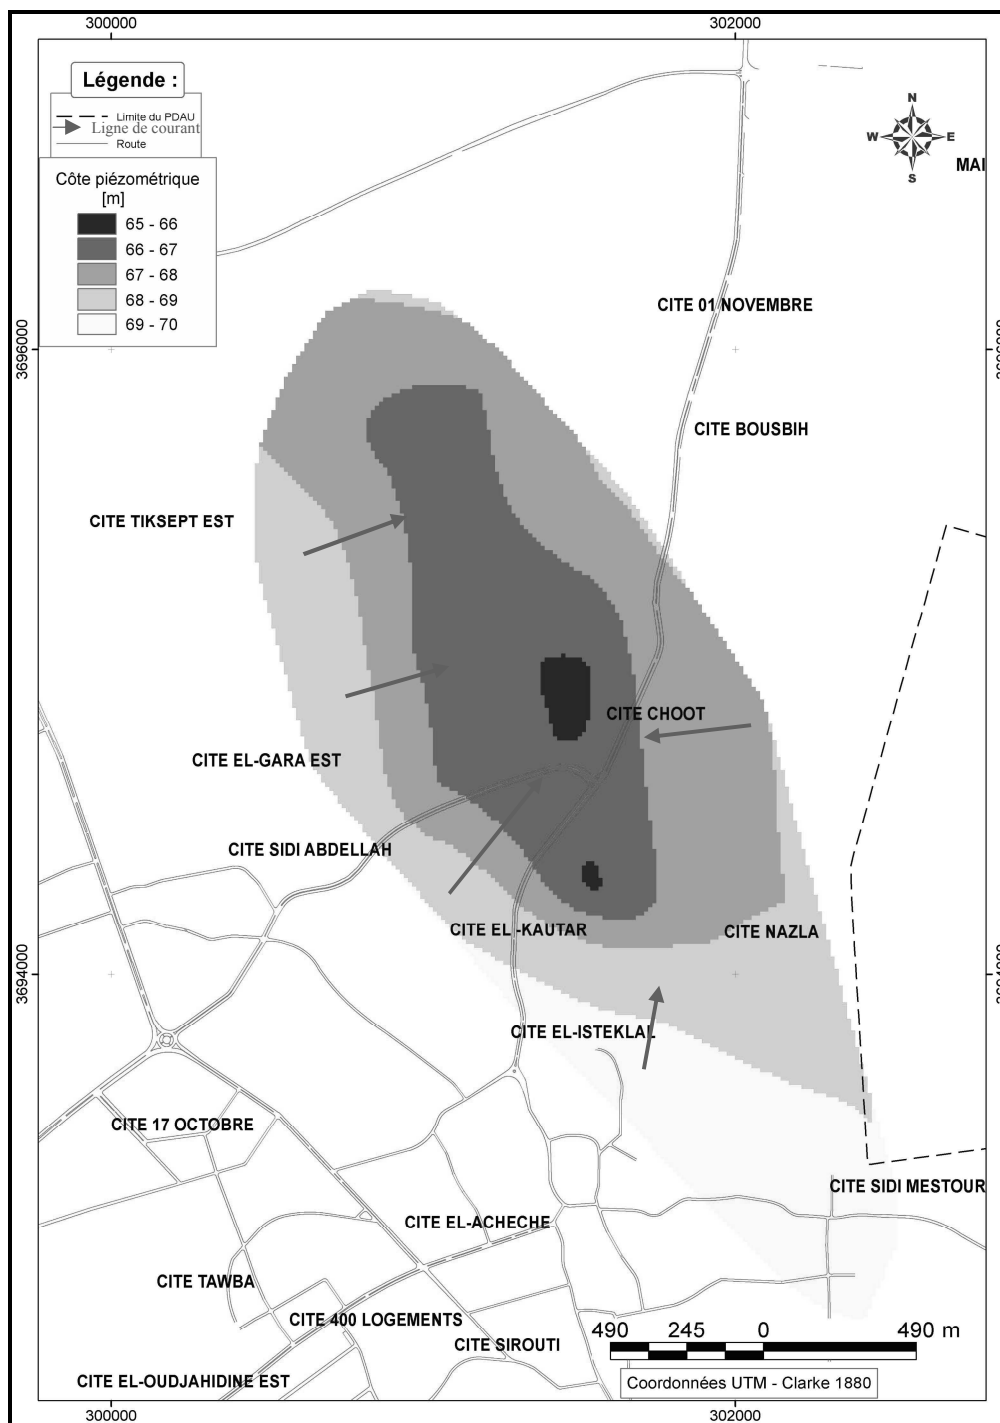 300000
302000
Légende :
Limite du PDAU
Ligne de courant
Route
Côte piézométrique
[m]
65 - 66
66 - 67
67 - 68
68 - 69
69 - 70
N
W
E
S
MAI
CITE 01 NOVEMBRE
3696000
3696000
CITE BOUSBIH
CITE TIKSEPT EST
CITE CHOOT
CITE EL-GARA EST
CITE SIDI ABDELLAH
CITE EL -KAUTAR
CITE NAZLA
3694000
3694000
CITE EL-ISTEKLAL
CITE 17 OCTOBRE
CITE SIDI MESTOUR
CITE EL-ACHECHE
CITE TAWBA
CITE 400 LOGEMENTS
CITE SIROUTI
490 245 0 490 m
CITE EL-OUDJAHIDINE EST
Coordonnées UTM - Clarke 1880
300000
302000